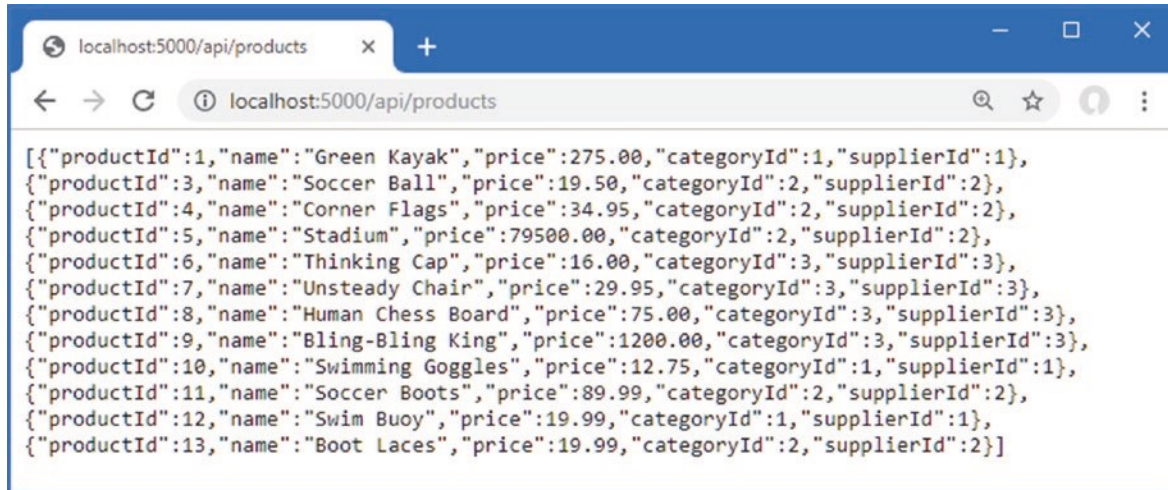 localhost:5000/api/products
localhost:5000/api/products
[{"productId":1,"name":"Green Kayak","price":275.00,"categoryId":1,"supplierId":1},
{"productId":3,"name":"Soccer Ball","price":19.50,"categoryId":2,"supplierId":2},
{"productId":4,"name":"Corner Flags","price":34.95,"categoryId":2,"supplierId":2},
{"productId":5,"name":"Stadium","price":79500.00,"categoryId":2,"supplierId":2},
{"productId":6,"name":"Thinking Cap","price":16.00,"categoryId":3,"supplierId":3},
{"productId":7,"name":"Unsteady Chair","price":29.95,"categoryId":3,"supplierId":3},
{"productId":8,"name":"Human Chess Board","price":75.00,"categoryId":3,"supplierId":3},
{"productId":9,"name":"Bling-Bling King","price":1200.00,"categoryId":3,"supplierId":3},
{"productId":10,"name":"Swimming Goggles","price":12.75,"categoryId":1,"supplierId":1},
{"productId":11,"name":"Soccer Boots","price":89.99,"categoryId":2,"supplierId":2},
{"productId":12,"name":"Swim Buoy","price":19.99,"categoryId":1,"supplierId":1},
{"productId":13,"name":"Boot Laces","price":19.99,"categoryId":2,"supplierId":2}]